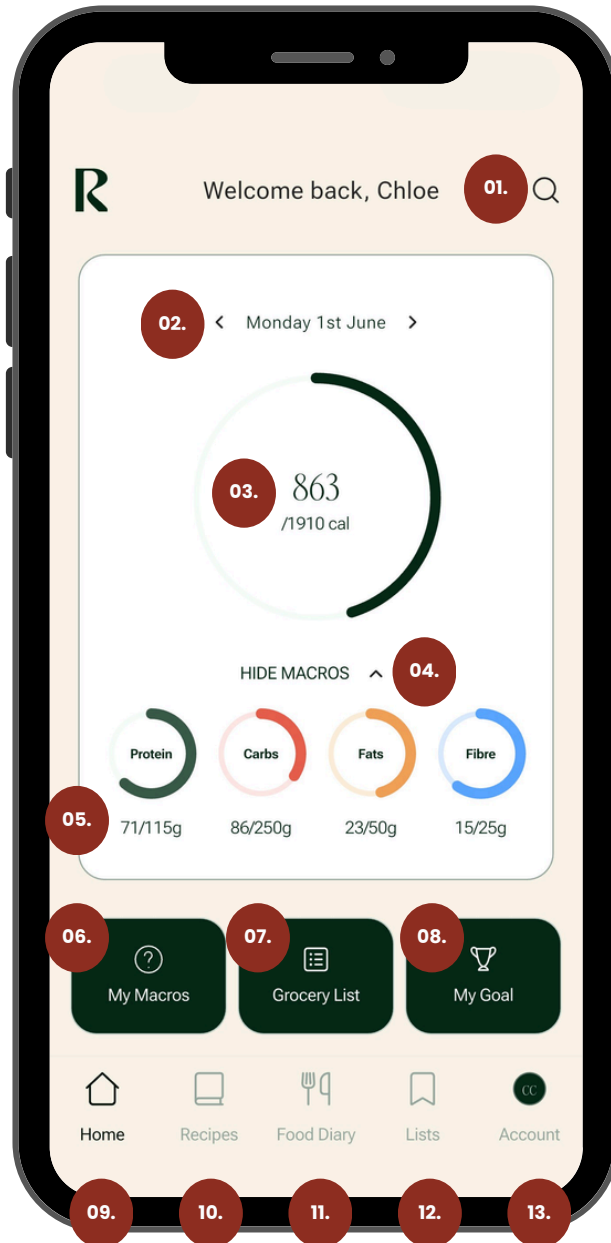 R
Welcome back, Chloe
01.
02.
Monday 1st June
03.
863
/1910 cal
HIDE MACROS
04.
Protein
Carbs
Fats
Fibre
05.
71/115g
86/250g
23/50g
15/25g
06.
07.
08.
?
My Macros
Grocery List
My Goal
CC
Home
Recipes
Food Diary
Lists
Account
09.
10.
11.
12.
13.